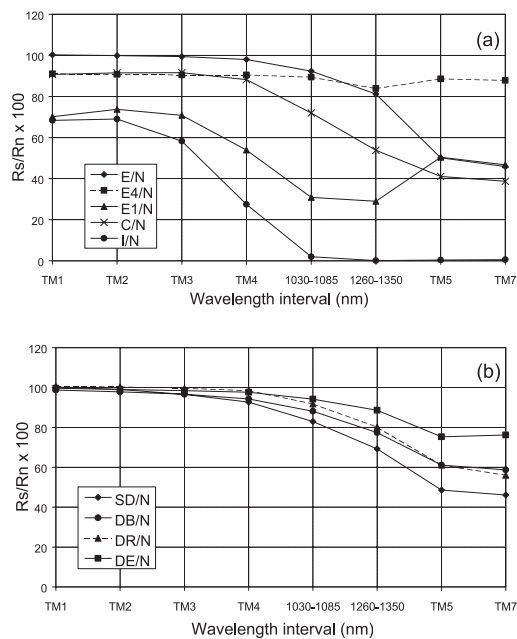 (a)
Rs/Rn x 100
120
100
80
60
40
20
0
E/N
E4/N
E1/N
C/N
I/N
TM1 TM2 TM3 TM4 1030-1085 1260-1350 TM5 TM7
Wavelength interval (nm)
(b)
Rs/Rn x 100
120
100
80
60
40
20
0
SD/N
DB/N
DR/N
DE/N
TM1 TM2 TM3 TM4 1030-1085 1260-1350 TM5 TM7
Wavelength interval (nm)